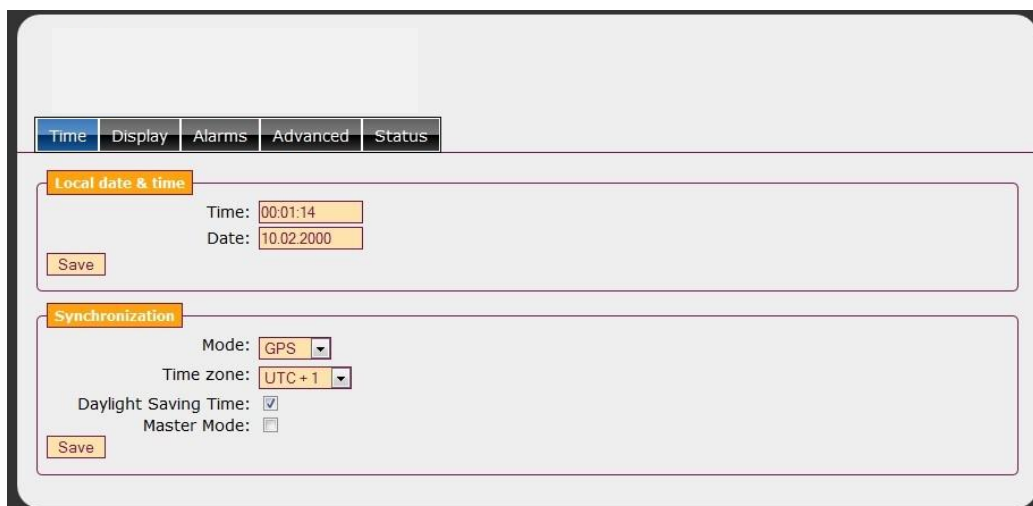 Time Display Alarms Advanced Status
Local date & time
Time: 00:01:14
Date: 10.02.2000
Save
Synchronization
Mode: GPS
Time zone: UTC + 1
Daylight Saving Time:
Master Mode:
Save